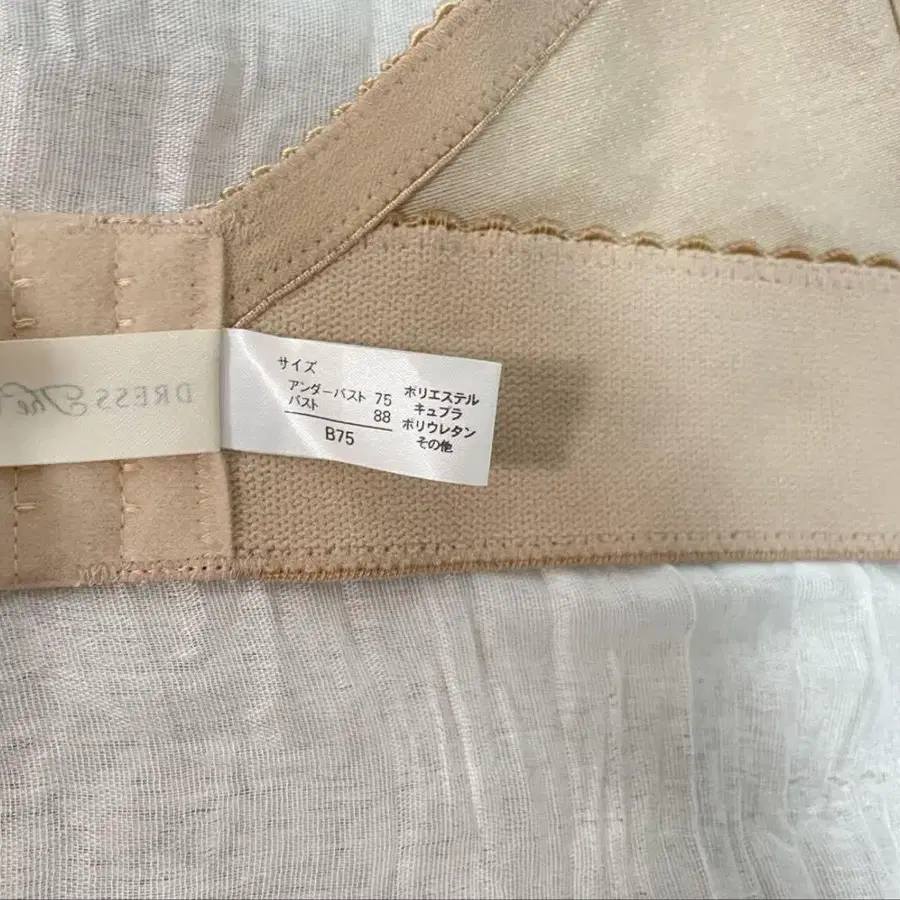 サイズ
アンダーバスト 75
バスト 88
B75
ポリエステル
キュプラ
ポリウレタン
その他
DRESS The